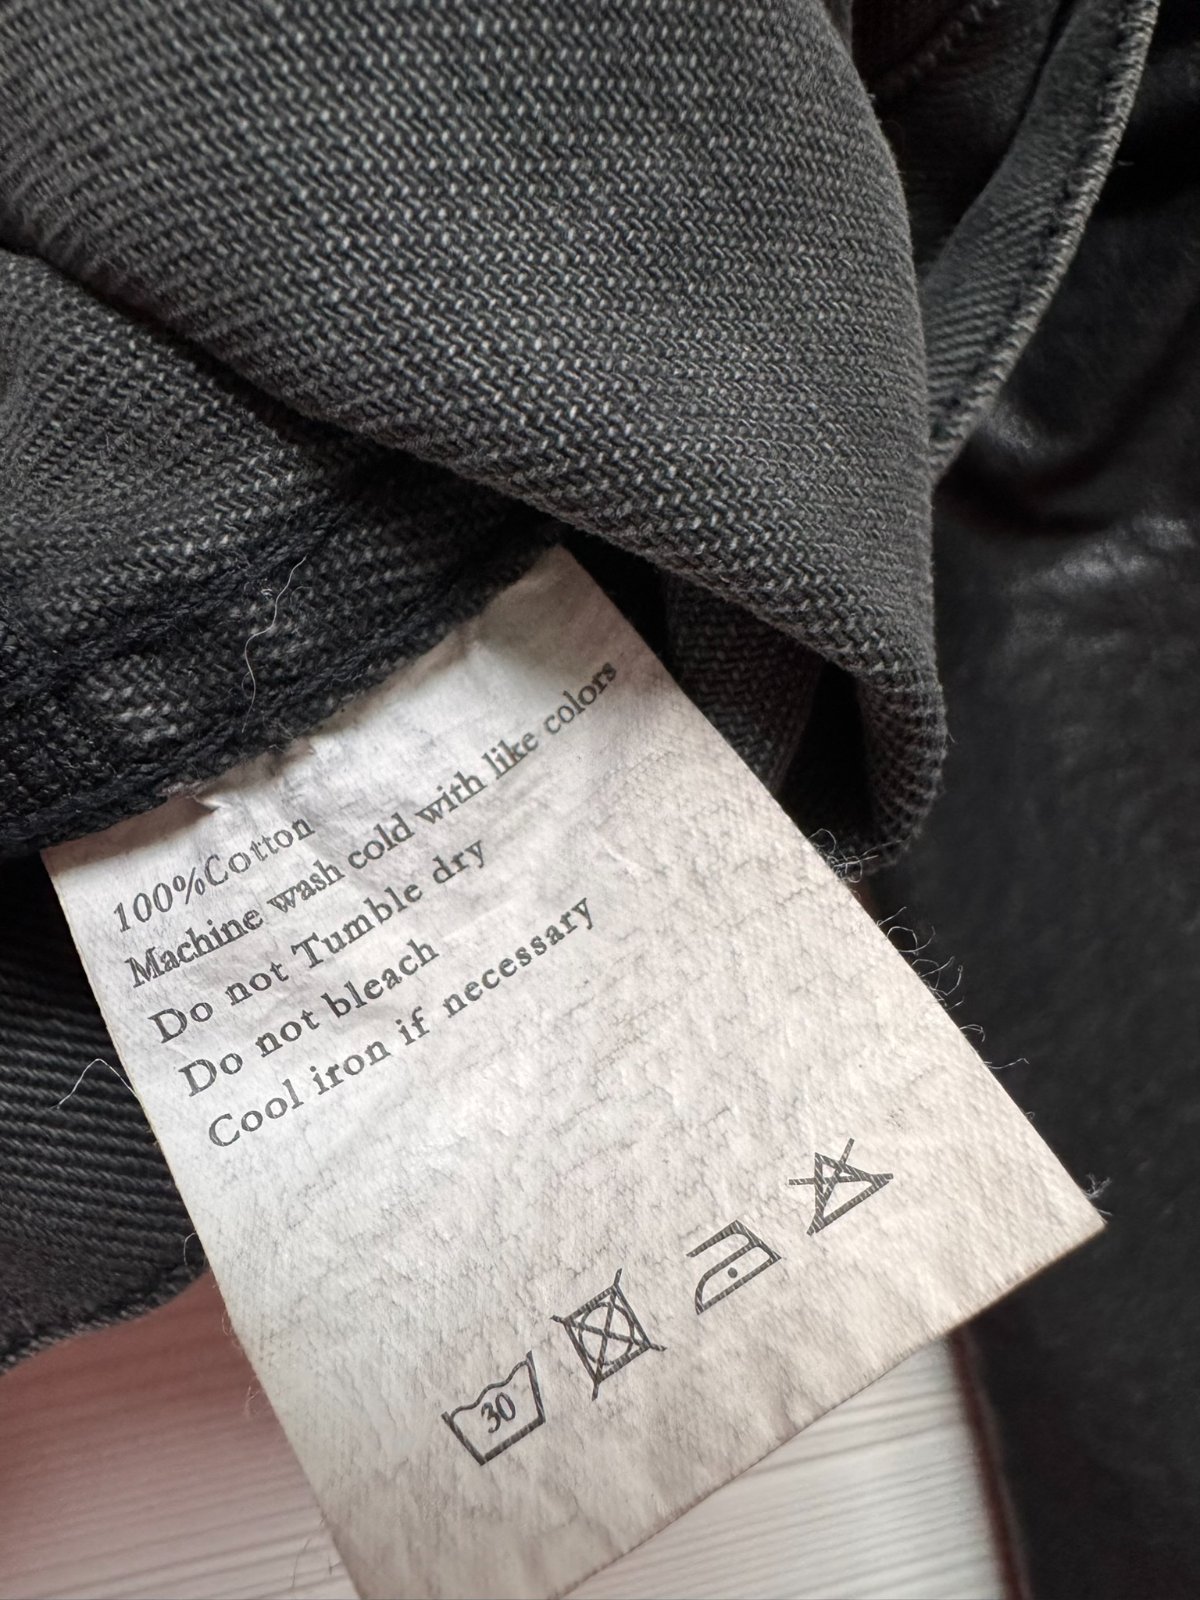 100%Cotton
Machine wash cold with like colors
Do not Tumble dry
Do not bleach
Cool iron if necessary
30